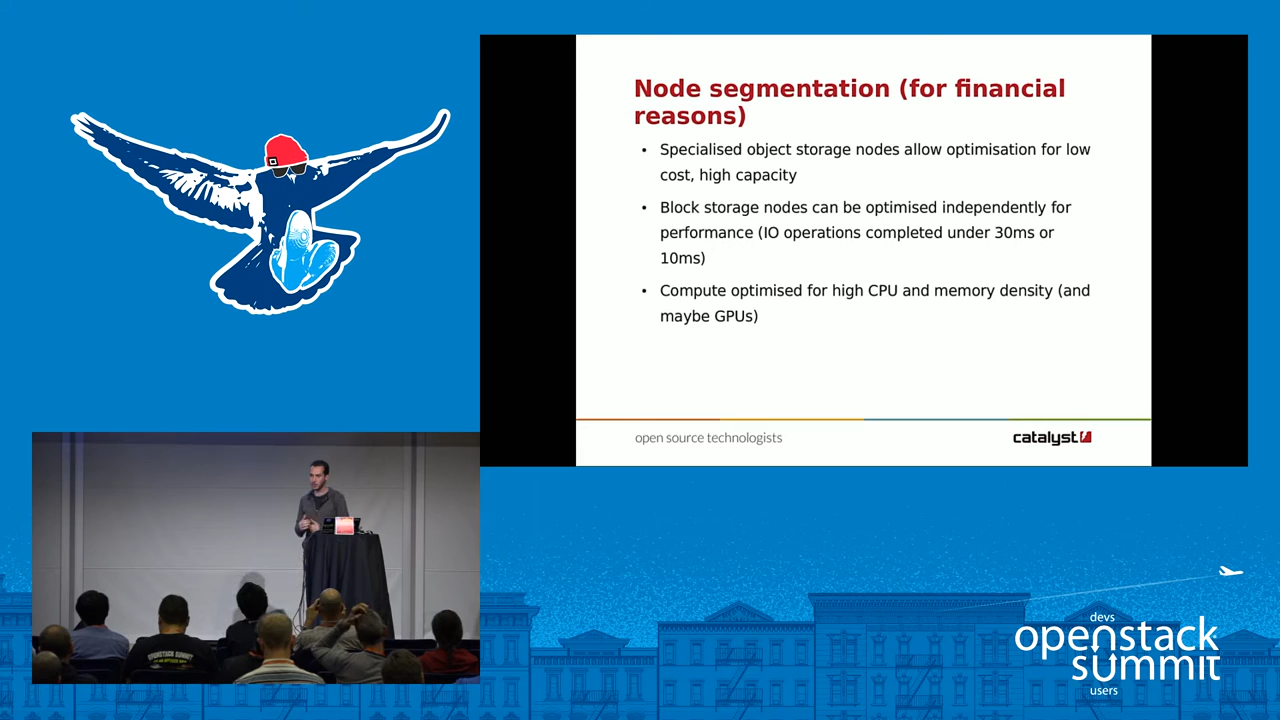 Node segmentation (for financial
reasons)
• Specialised object storage nodes allow optimisation for low
cost, high capacity
• Block storage nodes can be optimised independently for
performance (IO operations completed under 30ms or
10ms)
• Compute optimised for high CPU and memory density (and
maybe GPUs)
open source technologists
catalyst
OPENSTACK SUMMIT
devs
openstack
summit
users